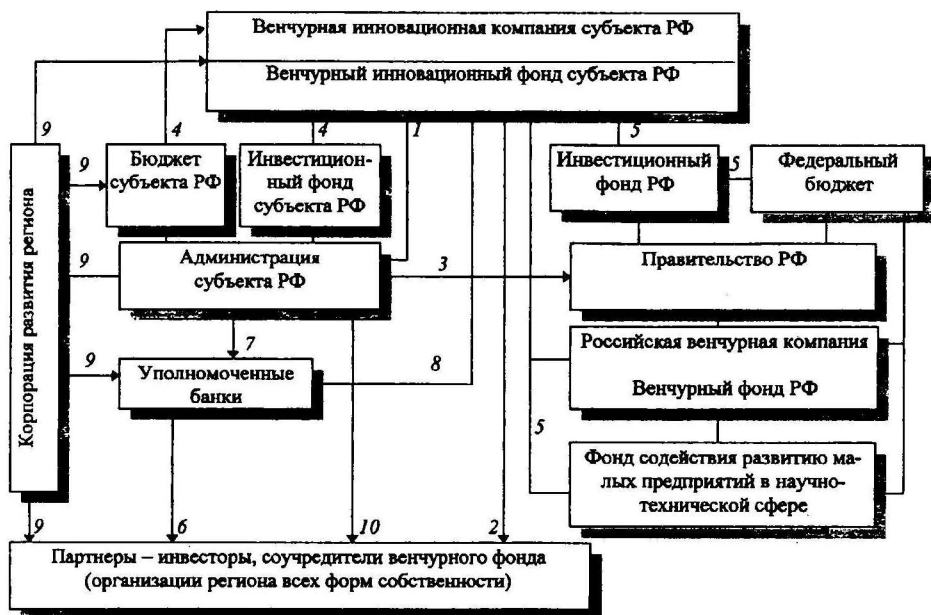 Венчурная инновационная компания субъекта РФ
Венчурный инновационный фонд субъекта РФ
9
4
4
1
5
Корпорация развития региона
9
Бюджет
субъекта РФ
Инвестицион-
ный фонд
субъекта РФ
Инвестиционный
фонд РФ
5
Федеральный
бюджет
9
Администрация
субъекта РФ
3
Правительство РФ
7
9
Уполномоченные
банки
8
Российская венчурная компания
Венчурный фонд РФ
5
Фонд содействия развитию ма-
лых предприятий в научно-
технической сфере
9
6
10
2
Партнеры – инвесторы, соучредители венчурного фонда
(организации региона всех форм собственности)